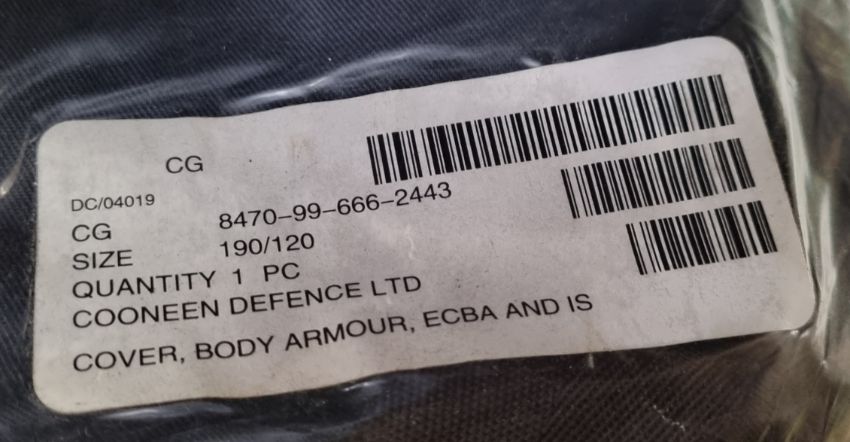 CG
DC/04019
CG 8470-99-666-2443
SIZE 190/120
QUANTITY 1 PC
COONEEN DEFENCE LTD
COVER, BODY ARMOUR, ECBA AND IS